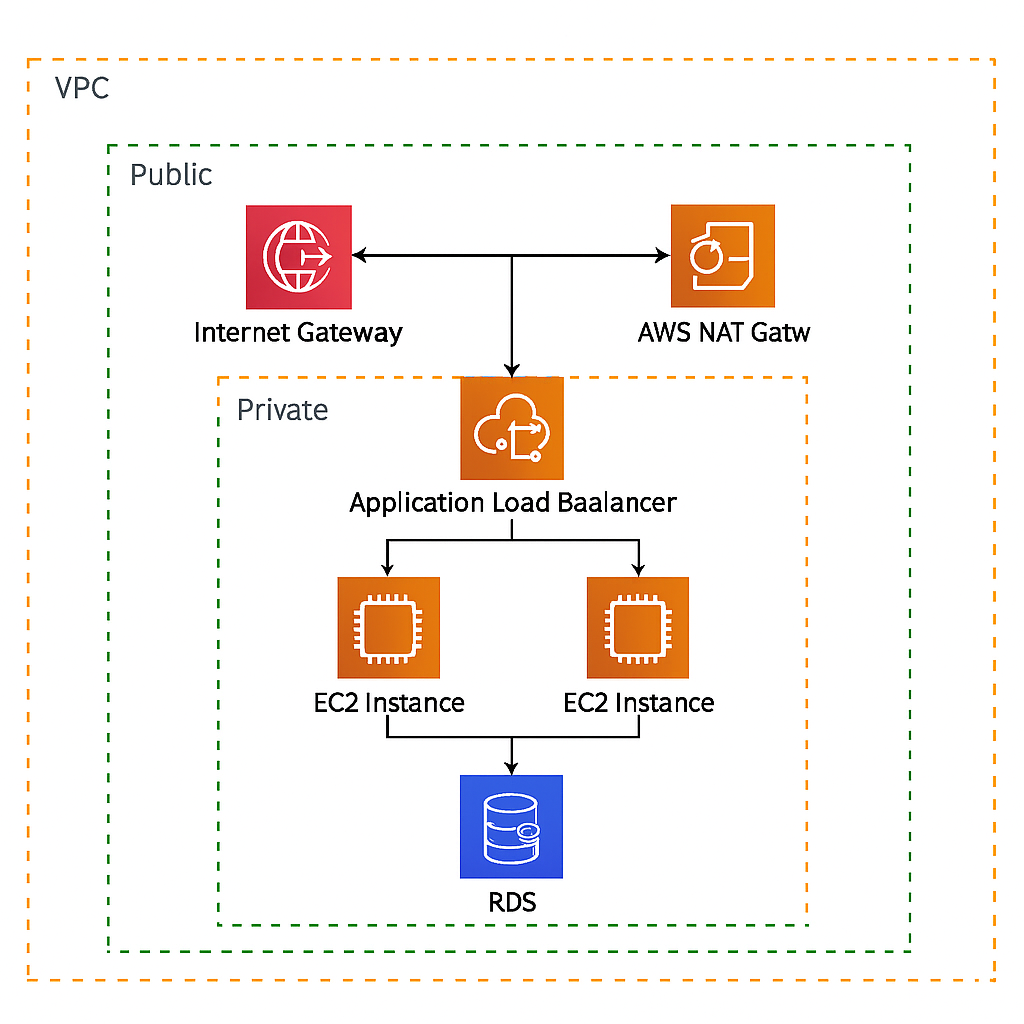 VPC
Public
Internet Gateway
AWS NAT Gatw
Private
Application Load Baalancer
EC2 Instance
EC2 Instance
RDS